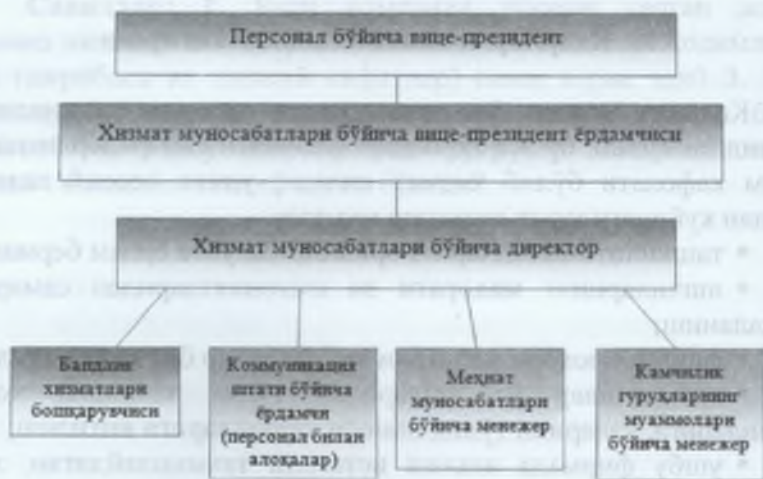 Персонал бўйича вице-президент
Хизмат муносабатлари бўйича вице-президент ёрдамчиси
Хизмат муносабатлари бўйича директор
Бандлик
хизматлари
бошқарувчиси
Коммуникация
штати бўйича
ёрдамчи
(персонал билан
алоқалар)
Меҳнат
муносабатлари
бўйича менежер
Камчилик
гуруҳларнинг
муаммолари
бўйича менежер